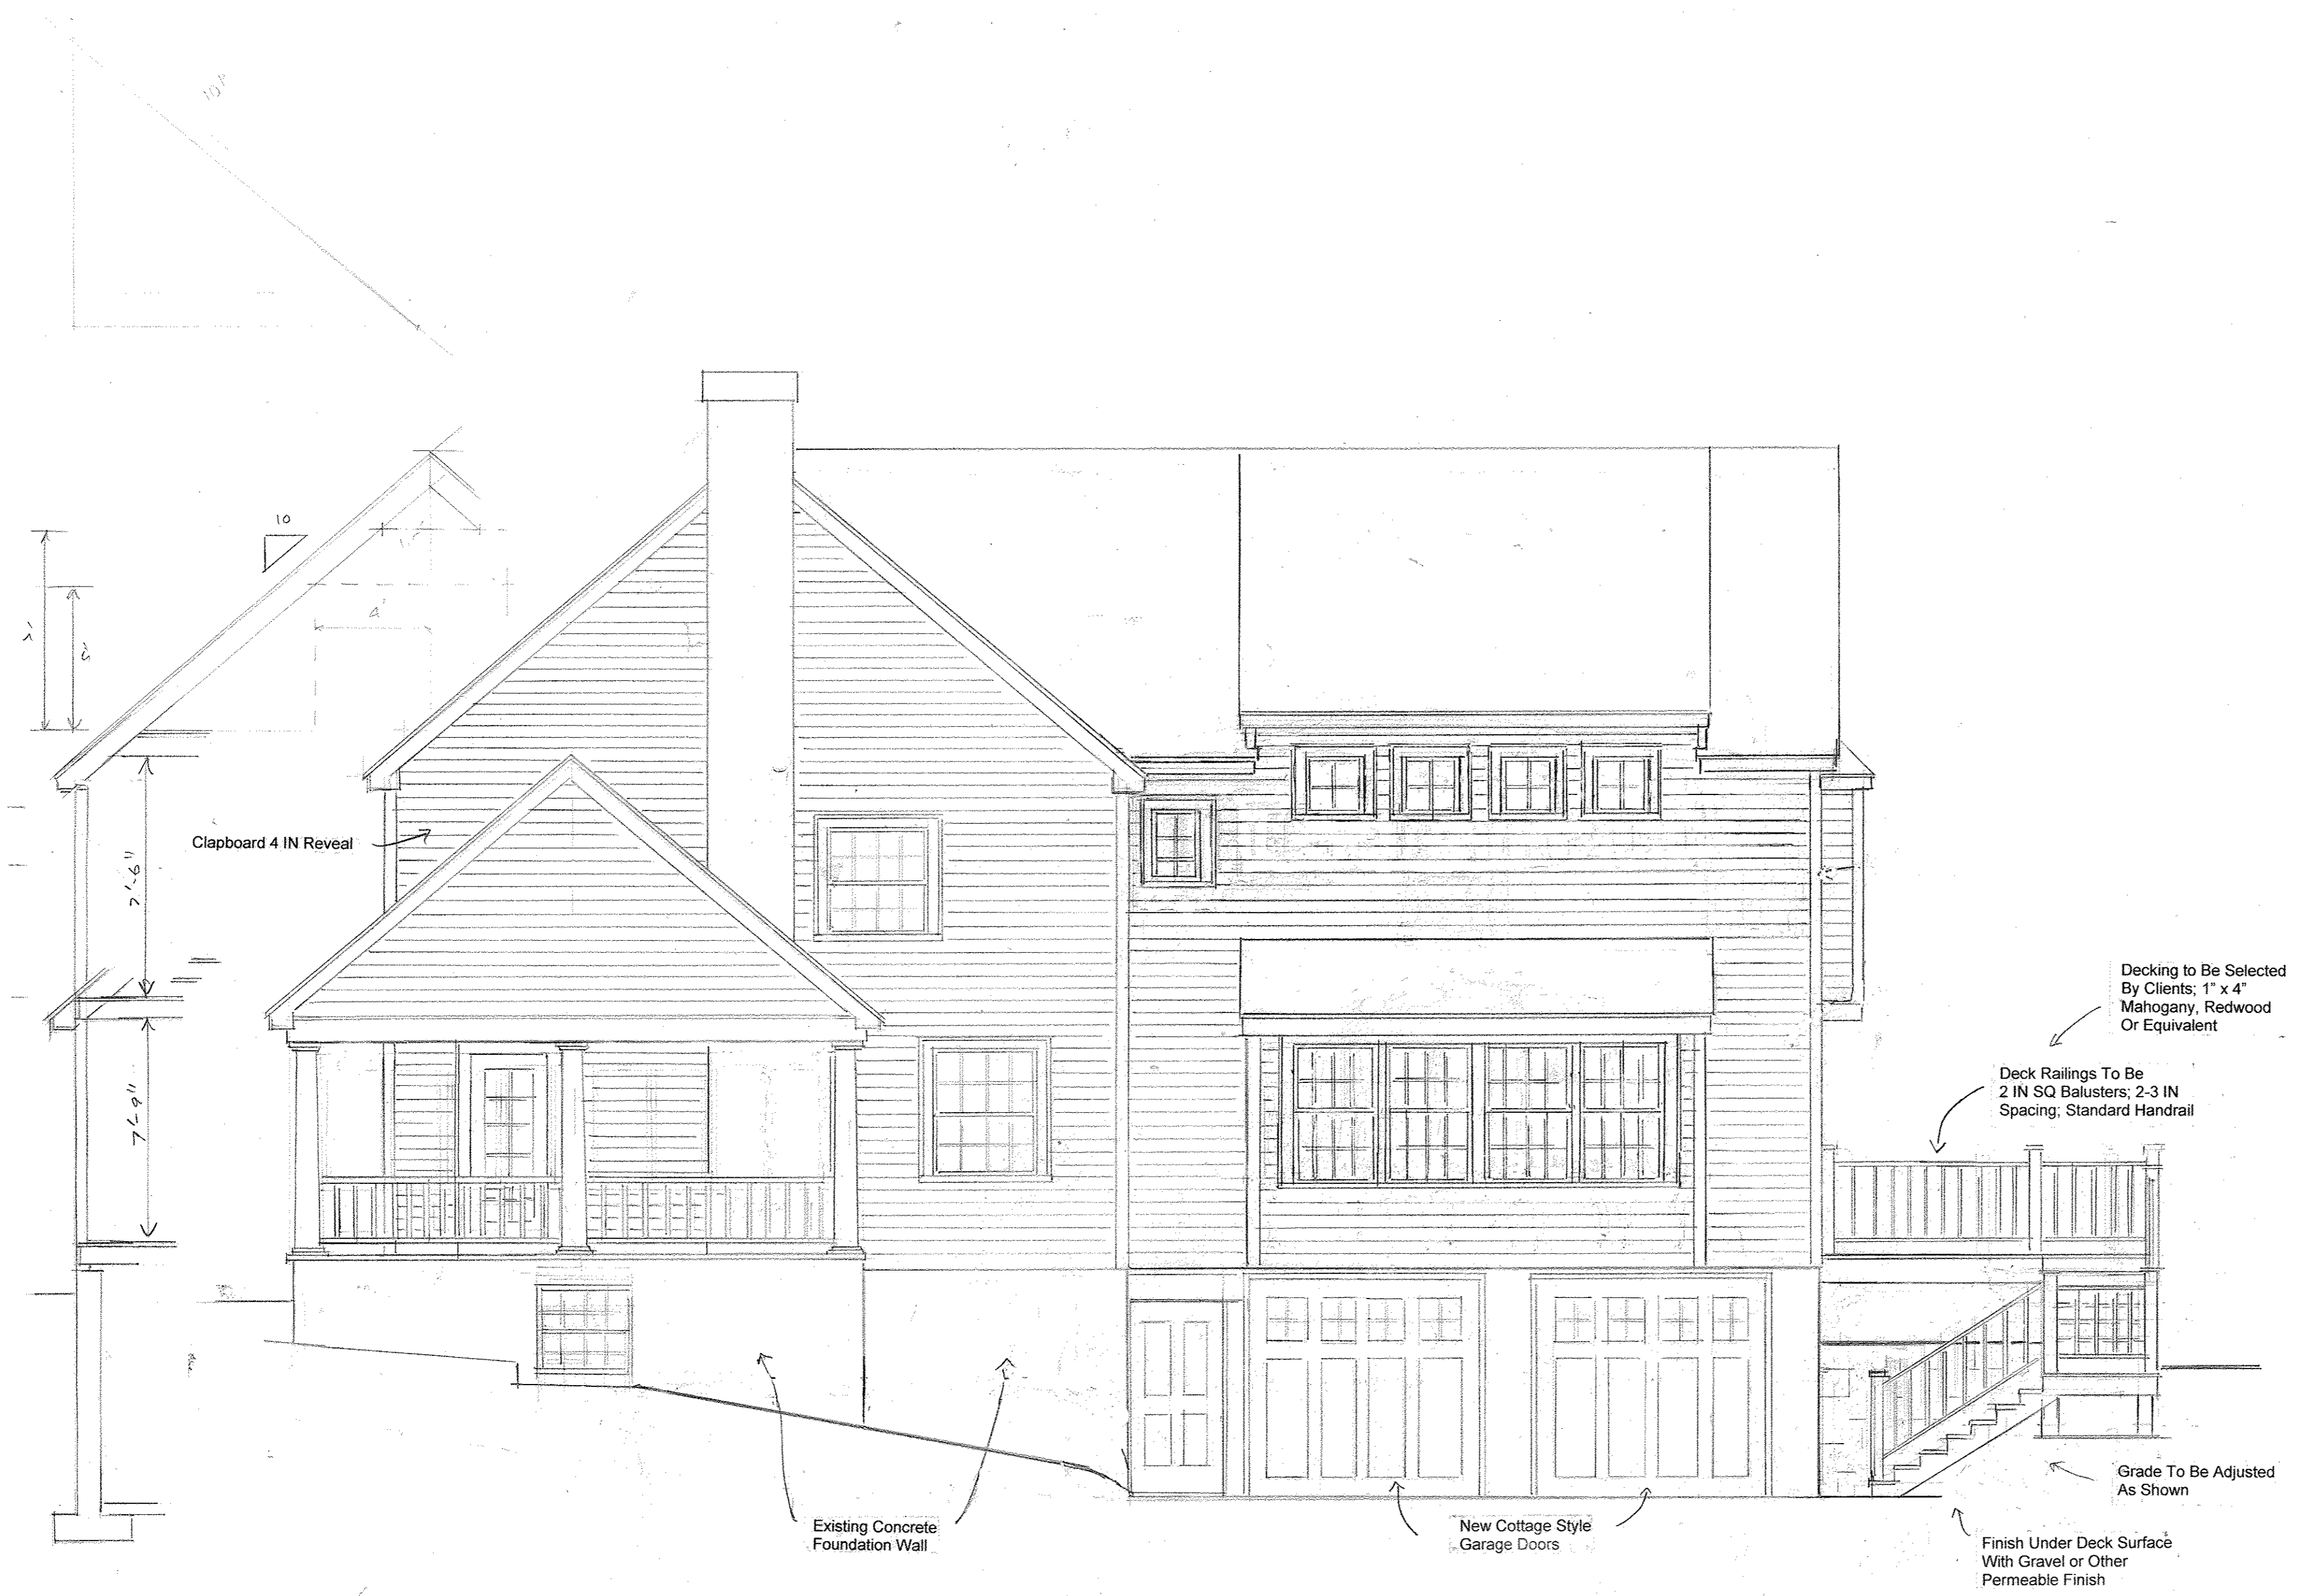 10
4'
7'-6"
Clapboard 4 IN Reveal
7'-9"
Decking to Be Selected
By Clients; 1" x 4"
Mahogany, Redwood
Or Equivalent
Deck Railings To Be
2 IN SQ Balusters; 2-3 IN
Spacing; Standard Handrail
Grade To Be Adjusted
As Shown
Existing Concrete
Foundation Wall
New Cottage Style
Garage Doors
Finish Under Deck Surface
With Gravel or Other
Permeable Finish